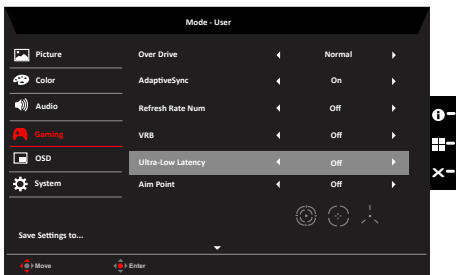 Mode - User
Picture
Over Drive Normal
Color
AdaptiveSync On
Audio
Refresh Rate Num Off
Gaming
VRB Off
OSD
Ultra-Low Latency Off
System
Aim Point Off
Save Settings to...
Move Enter